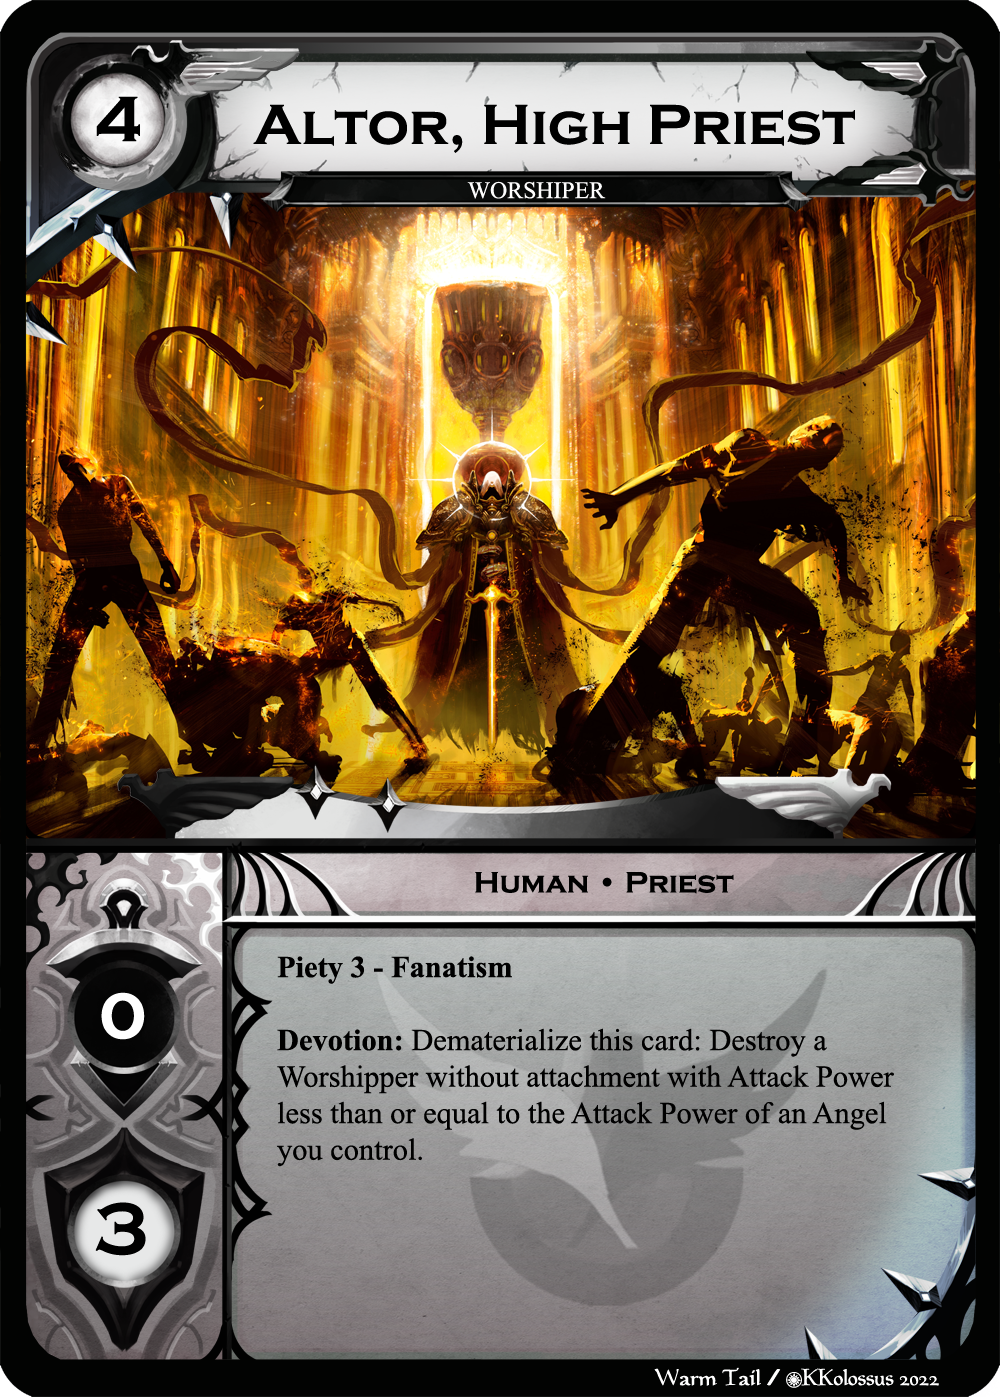 4
Altor, High Priest
WORSHIPER
Human • Priest
0
3
Piety 3 - Fanatism
Devotion: Dematerialize this card: Destroy a
Worshipper without attachment with Attack Power
less than or equal to the Attack Power of an Angel
you control.
Warm Tail / KKolossus 2022